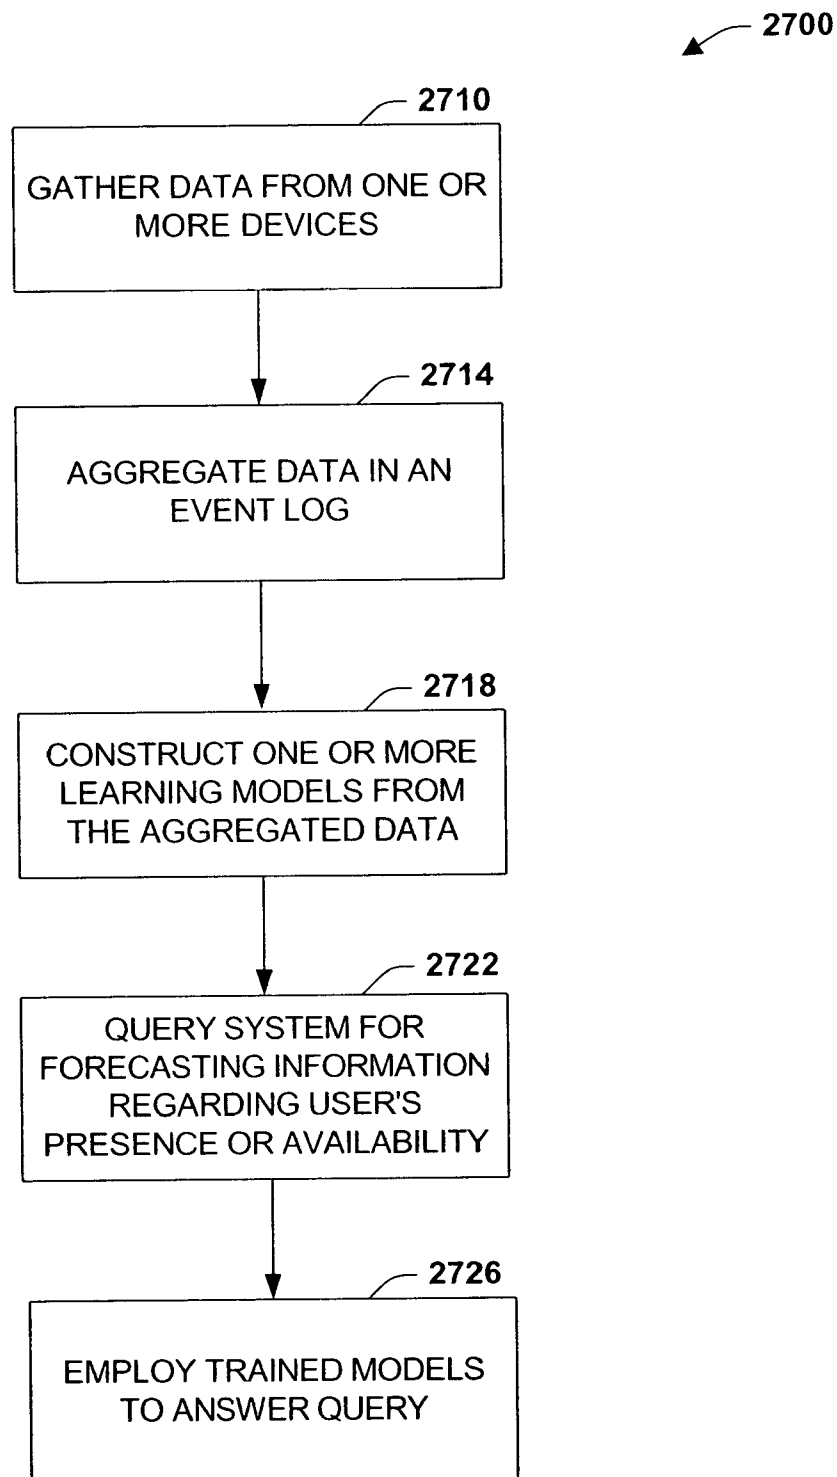 2700
2710
GATHER DATA FROM ONE OR
MORE DEVICES
2714
AGGREGATE DATA IN AN
EVENT LOG
2718
CONSTRUCT ONE OR MORE
LEARNING MODELS FROM
THE AGGREGATED DATA
2722
QUERY SYSTEM FOR
FORECASTING INFORMATION
REGARDING USER'S
PRESENCE OR AVAILABILITY
2726
EMPLOY TRAINED MODELS
TO ANSWER QUERY